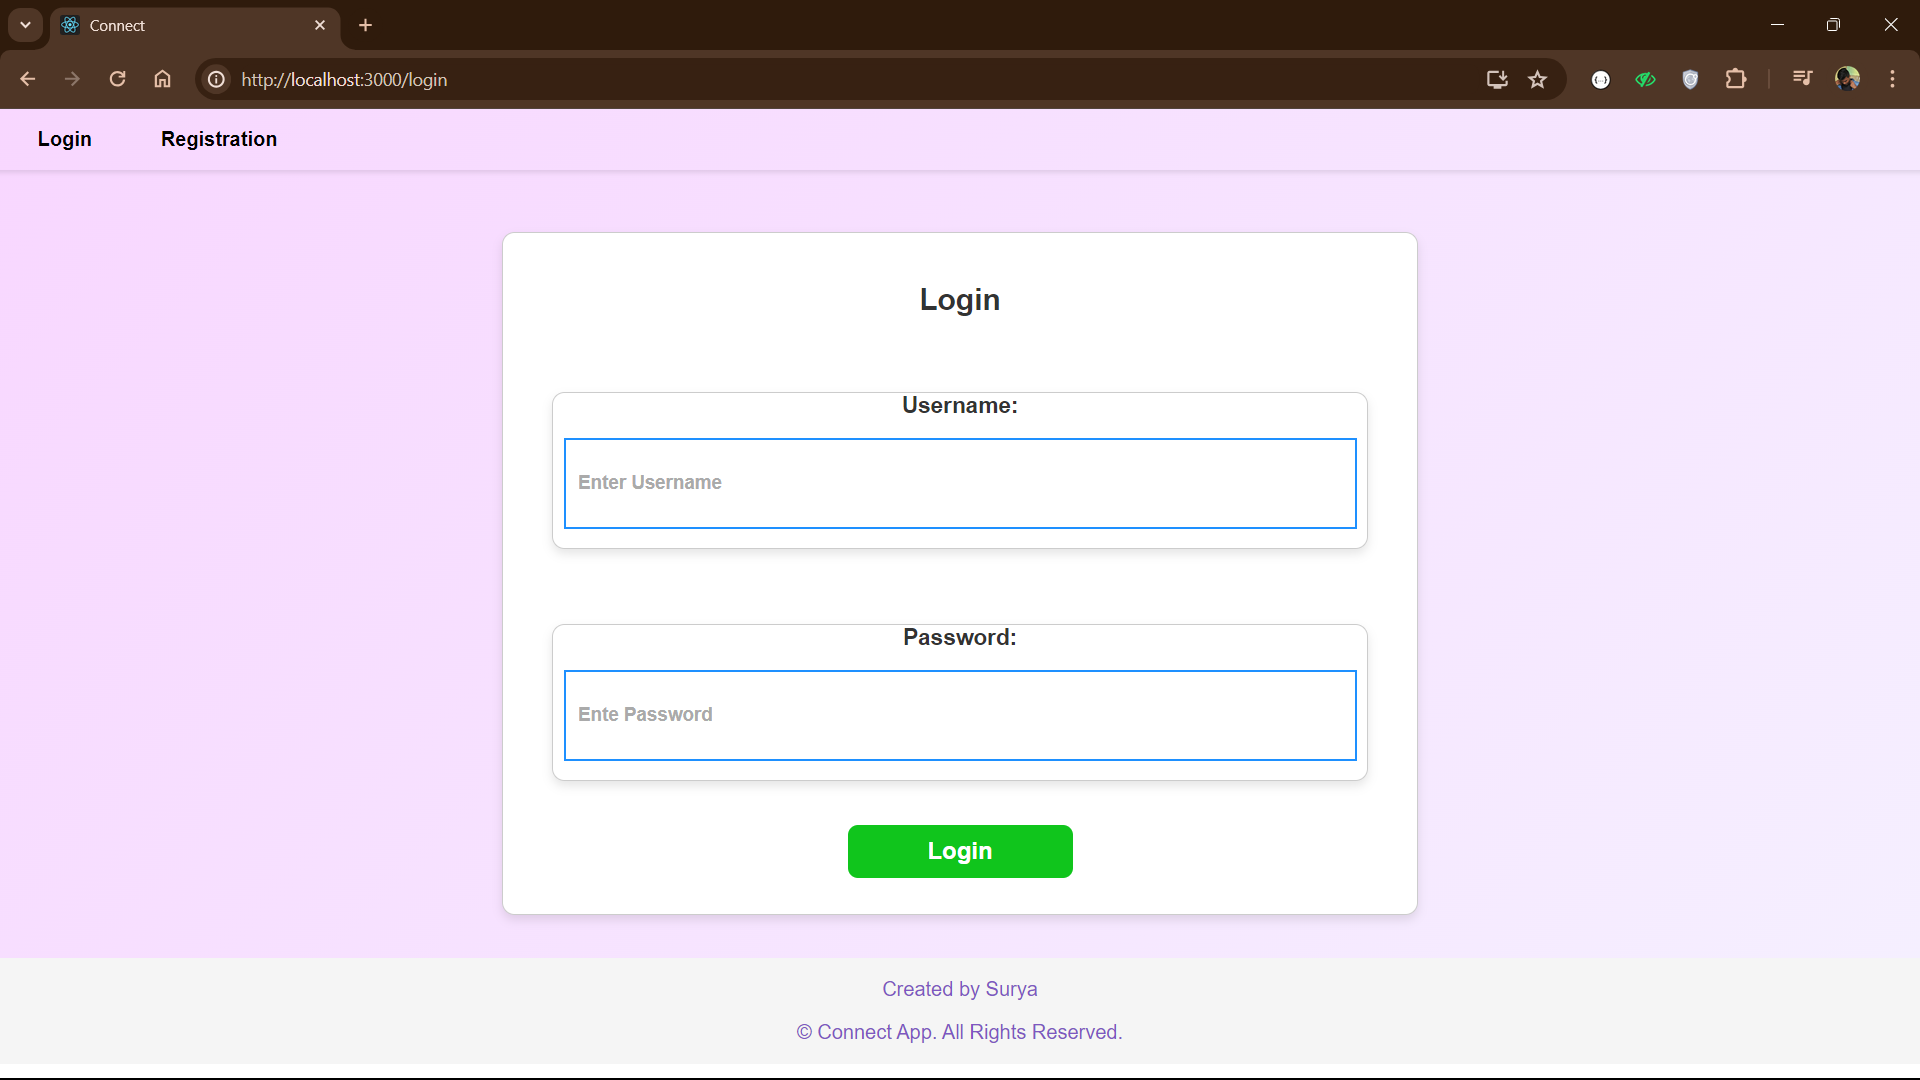 Connect
http://localhost:3000/login
Login Registration
Login
Username:
Enter Username
Password:
Ente Password
Login
Created by Surya
© Connect App. All Rights Reserved.